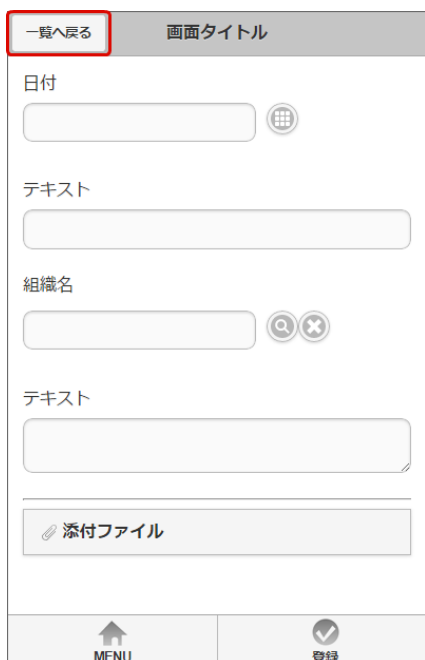 一覧へ戻る 画面タイトル
日付
テキスト
組織名
テキスト
添付ファイル
MENU 登録